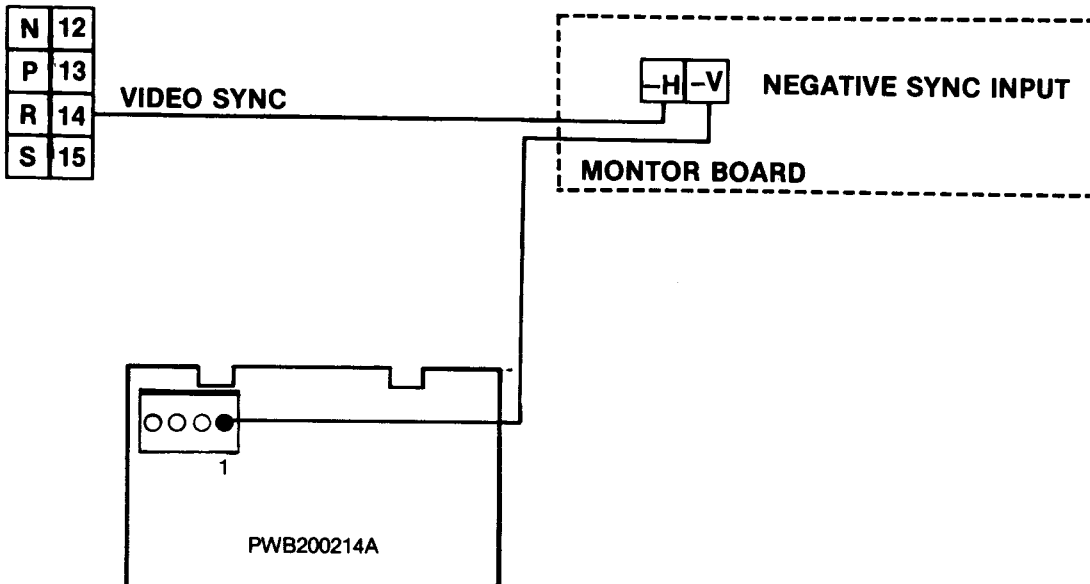 N 12
P 13
R 14
S 15
VIDEO SYNC
–H –V
NEGATIVE SYNC INPUT
MONTOR BOARD
1
PWB200214A